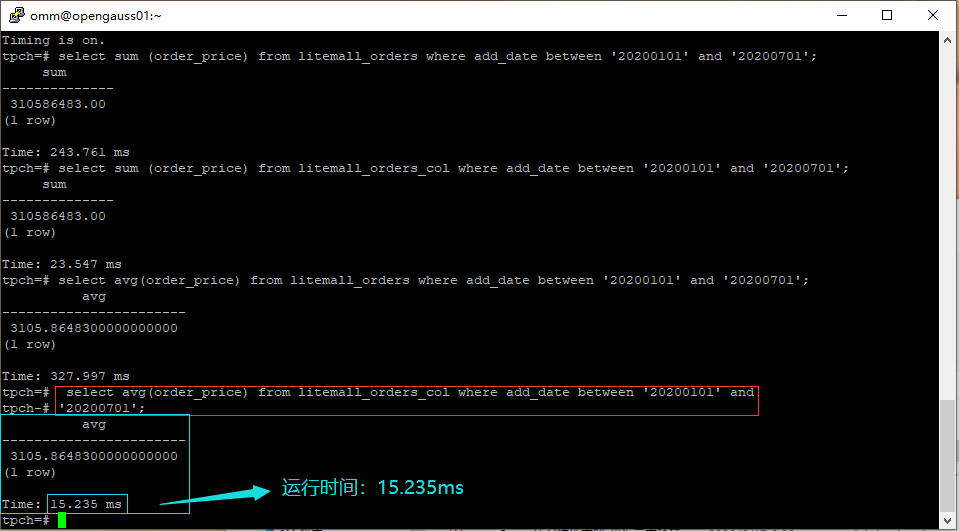 omm@opengauss01:~
Timing is on.
tpch=# select sum (order_price) from litemall_orders where add_date between '20200101' and '20200701';
sum
--------------
310586483.00
(1 row)
Time: 243.761 ms
tpch=# select sum (order_price) from litemall_orders_col where add_date between '20200101' and '20200701';
sum
--------------
310586483.00
(1 row)
Time: 23.547 ms
tpch=# select avg(order_price) from litemall_orders where add_date between '20200101' and '20200701';
avg
-----------------------
3105.8648300000000000
(1 row)
Time: 327.997 ms
tpch=#  select avg(order_price) from litemall_orders_col where add_date between '20200101' and
tpch-# '20200701';
avg
-----------------------
3105.8648300000000000
(1 row)
Time: 15.235 ms
运行时间：15.235ms
tpch=#